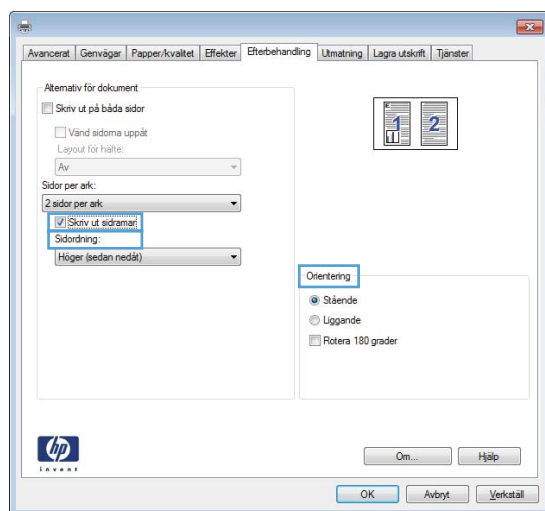 Avancerat Genvägar Papper/kvalitet Effekter Efterbehandling Utmatning Lagra utskrift Tjänster
Alternativ för dokument
Skriv ut på båda sidor
Vänd sidorna uppåt
Layout för häfte:
Av
Sidor per ark:
2 sidor per ark
Skriv ut sidramar
Sidordning:
Höger (sedan nedåt)
1 2
Orientering
Stående
Liggande
Rotera 180 grader
hp
invent
Om... Hjälp
OK Avbryt Verkställ